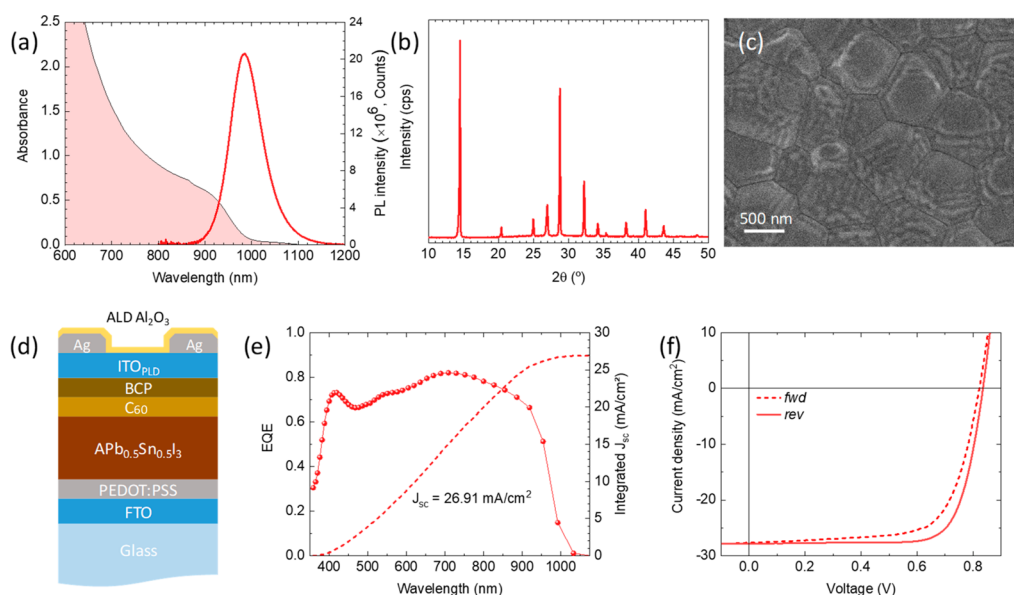 (a)
2.5
2.0
1.5
1.0
0.5
0.0
Absorbance
600 700 800 900 1000 1100 1200
Wavelength (nm)
24
20
16
12
8
4
0
PL intensity (×10⁶, Counts)
(b)
Intensity (cps)
10 15 20 25 30 35 40 45 50
2θ (º)
(c)
500 nm
(d)
ALD Al₂O₃
Ag Ag
ITO_PLD
BCP
C₆₀
APb₀.₅Sn₀.₅I₃
PEDOT:PSS
FTO
Glass
(e)
1.0
0.8
0.6
0.4
0.2
0.0
EQE
400 500 600 700 800 900 1000
Wavelength (nm)
J_sc = 26.91 mA/cm²
30
25
20
15
10
5
0
Integrated J_sc (mA/cm²)
(f)
10
0
-10
-20
-30
Current density (mA/cm²)
fwd
rev
0.0 0.2 0.4 0.6 0.8
Voltage (V)